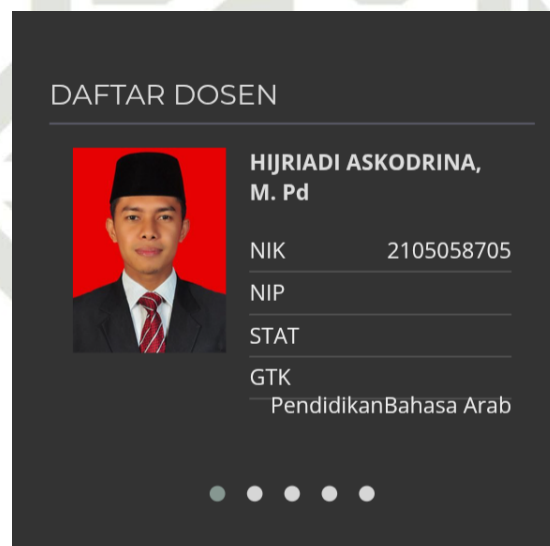 DAFTAR DOSEN
HIJRIADI ASKODRINA,
M. Pd
NIK 2105058705
NIP
STAT
GTK
PendidikanBahasa Arab